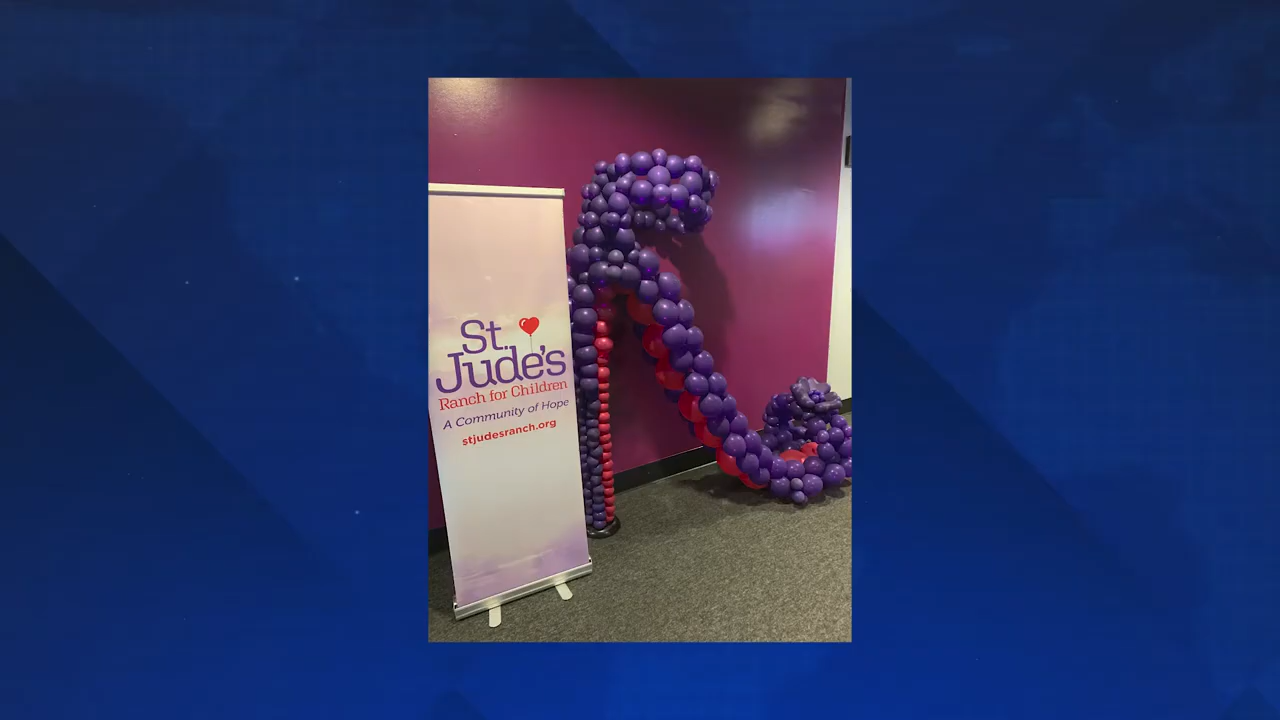 St.
Jude's
Ranch for Children
A Community of Hope
stjudesranch.org